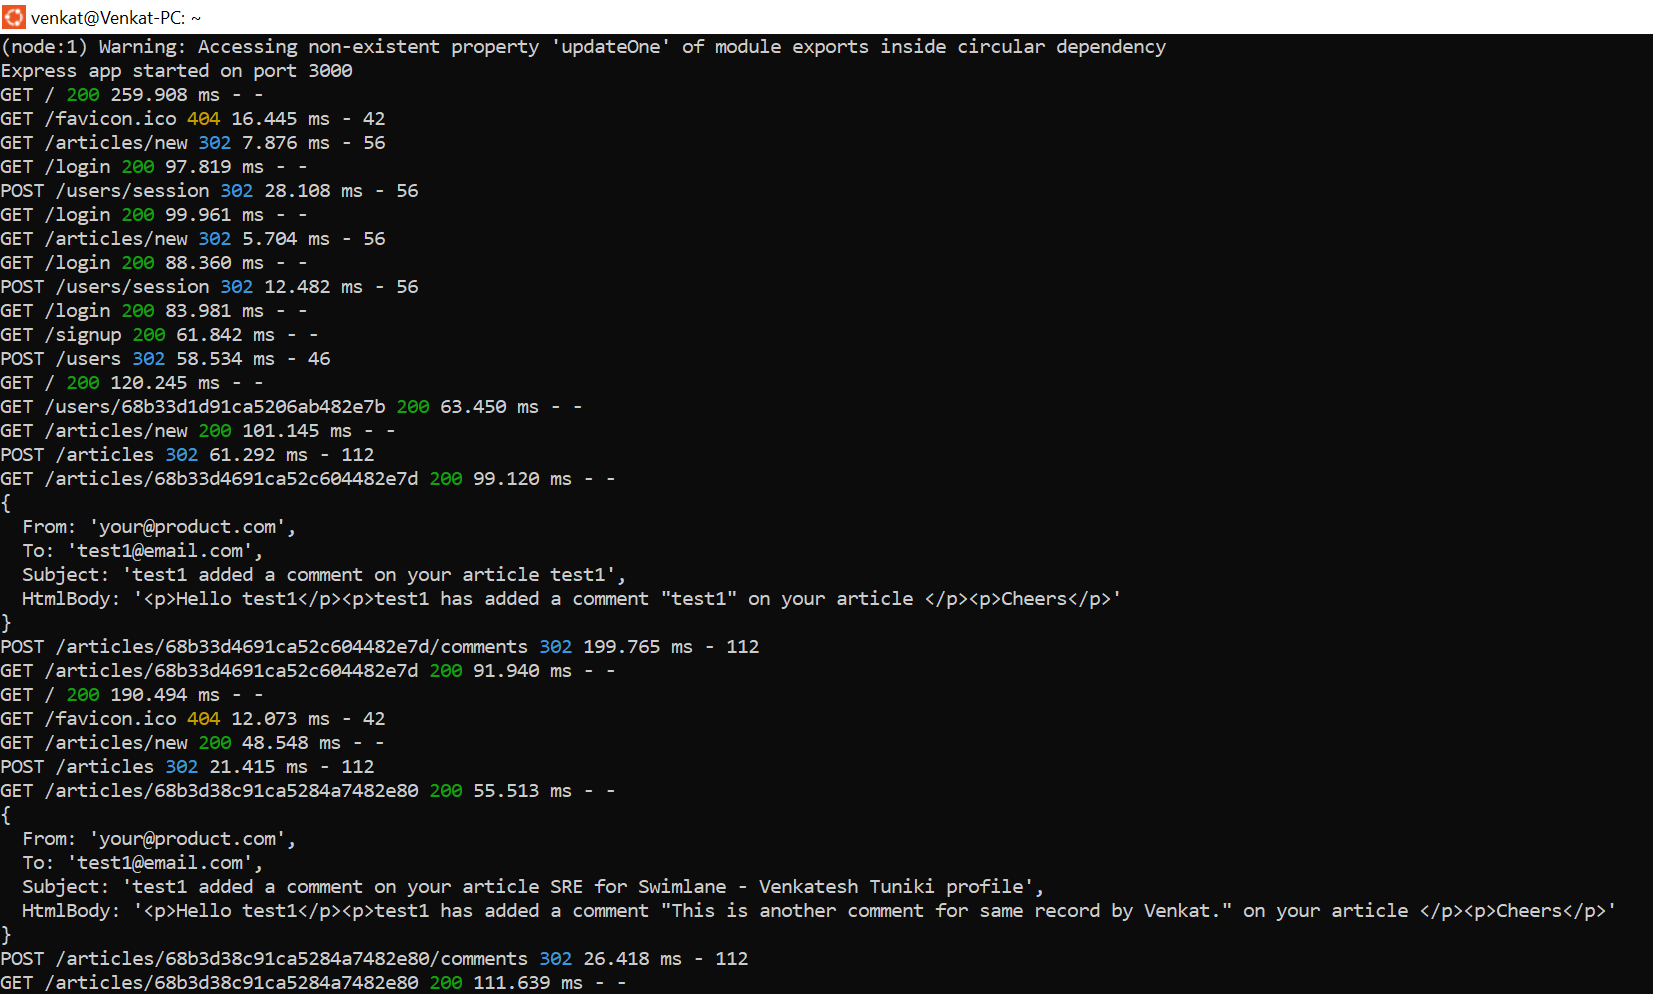 venkat@Venkat-PC: ~
(node:1) Warning: Accessing non-existent property 'updateOne' of module exports inside circular dependency
Express app started on port 3000
GET / 200 259.908 ms - -
GET /favicon.ico 404 16.445 ms - 42
GET /articles/new 302 7.876 ms - 56
GET /login 200 97.819 ms - -
POST /users/session 302 28.108 ms - 56
GET /login 200 99.961 ms - -
GET /articles/new 302 5.704 ms - 56
GET /login 200 88.360 ms - -
POST /users/session 302 12.482 ms - 56
GET /login 200 83.981 ms - -
GET /signup 200 61.842 ms - -
POST /users 302 58.534 ms - 46
GET / 200 120.245 ms - -
GET /users/68b33d1d91ca5206ab482e7b 200 63.450 ms - -
GET /articles/new 200 101.145 ms - -
POST /articles 302 61.292 ms - 112
GET /articles/68b33d4691ca52c604482e7d 200 99.120 ms - -
{
  From: 'your@product.com',
  To: 'test1@email.com',
  Subject: 'test1 added a comment on your article test1',
  HtmlBody: '<p>Hello test1</p><p>test1 has added a comment "test1" on your article </p><p>Cheers</p>'
}
POST /articles/68b33d4691ca52c604482e7d/comments 302 199.765 ms - 112
GET /articles/68b33d4691ca52c604482e7d 200 91.940 ms - -
GET / 200 190.494 ms - -
GET /favicon.ico 404 12.073 ms - 42
GET /articles/new 200 48.548 ms - -
POST /articles 302 21.415 ms - 112
GET /articles/68b3d38c91ca5284a7482e80 200 55.513 ms - -
{
  From: 'your@product.com',
  To: 'test1@email.com',
  Subject: 'test1 added a comment on your article SRE for Swimlane - Venkatesh Tuniki profile',
  HtmlBody: '<p>Hello test1</p><p>test1 has added a comment "This is another comment for same record by Venkat." on your article </p><p>Cheers</p>'
}
POST /articles/68b3d38c91ca5284a7482e80/comments 302 26.418 ms - 112
GET /articles/68b3d38c91ca5284a7482e80 200 111.639 ms - -